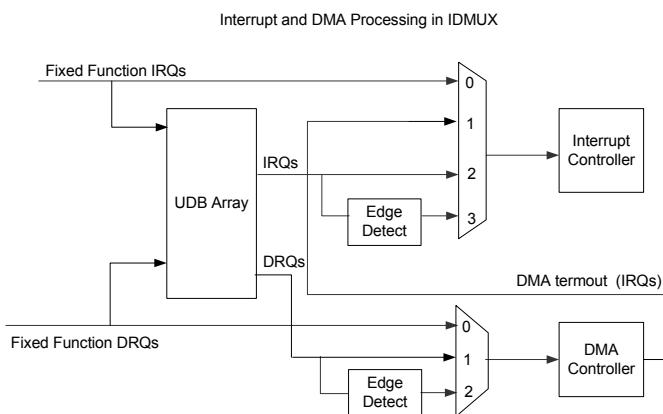 Interrupt and DMA Processing in IDMUX
Fixed Function IRQs
0
1
Interrupt
Controller
IRQs
2
UDB Array
Edge
Detect
3
DRQs
DMA termout (IRQs)
0
Fixed Function DRQs
1
DMA
Controller
Edge
Detect
2